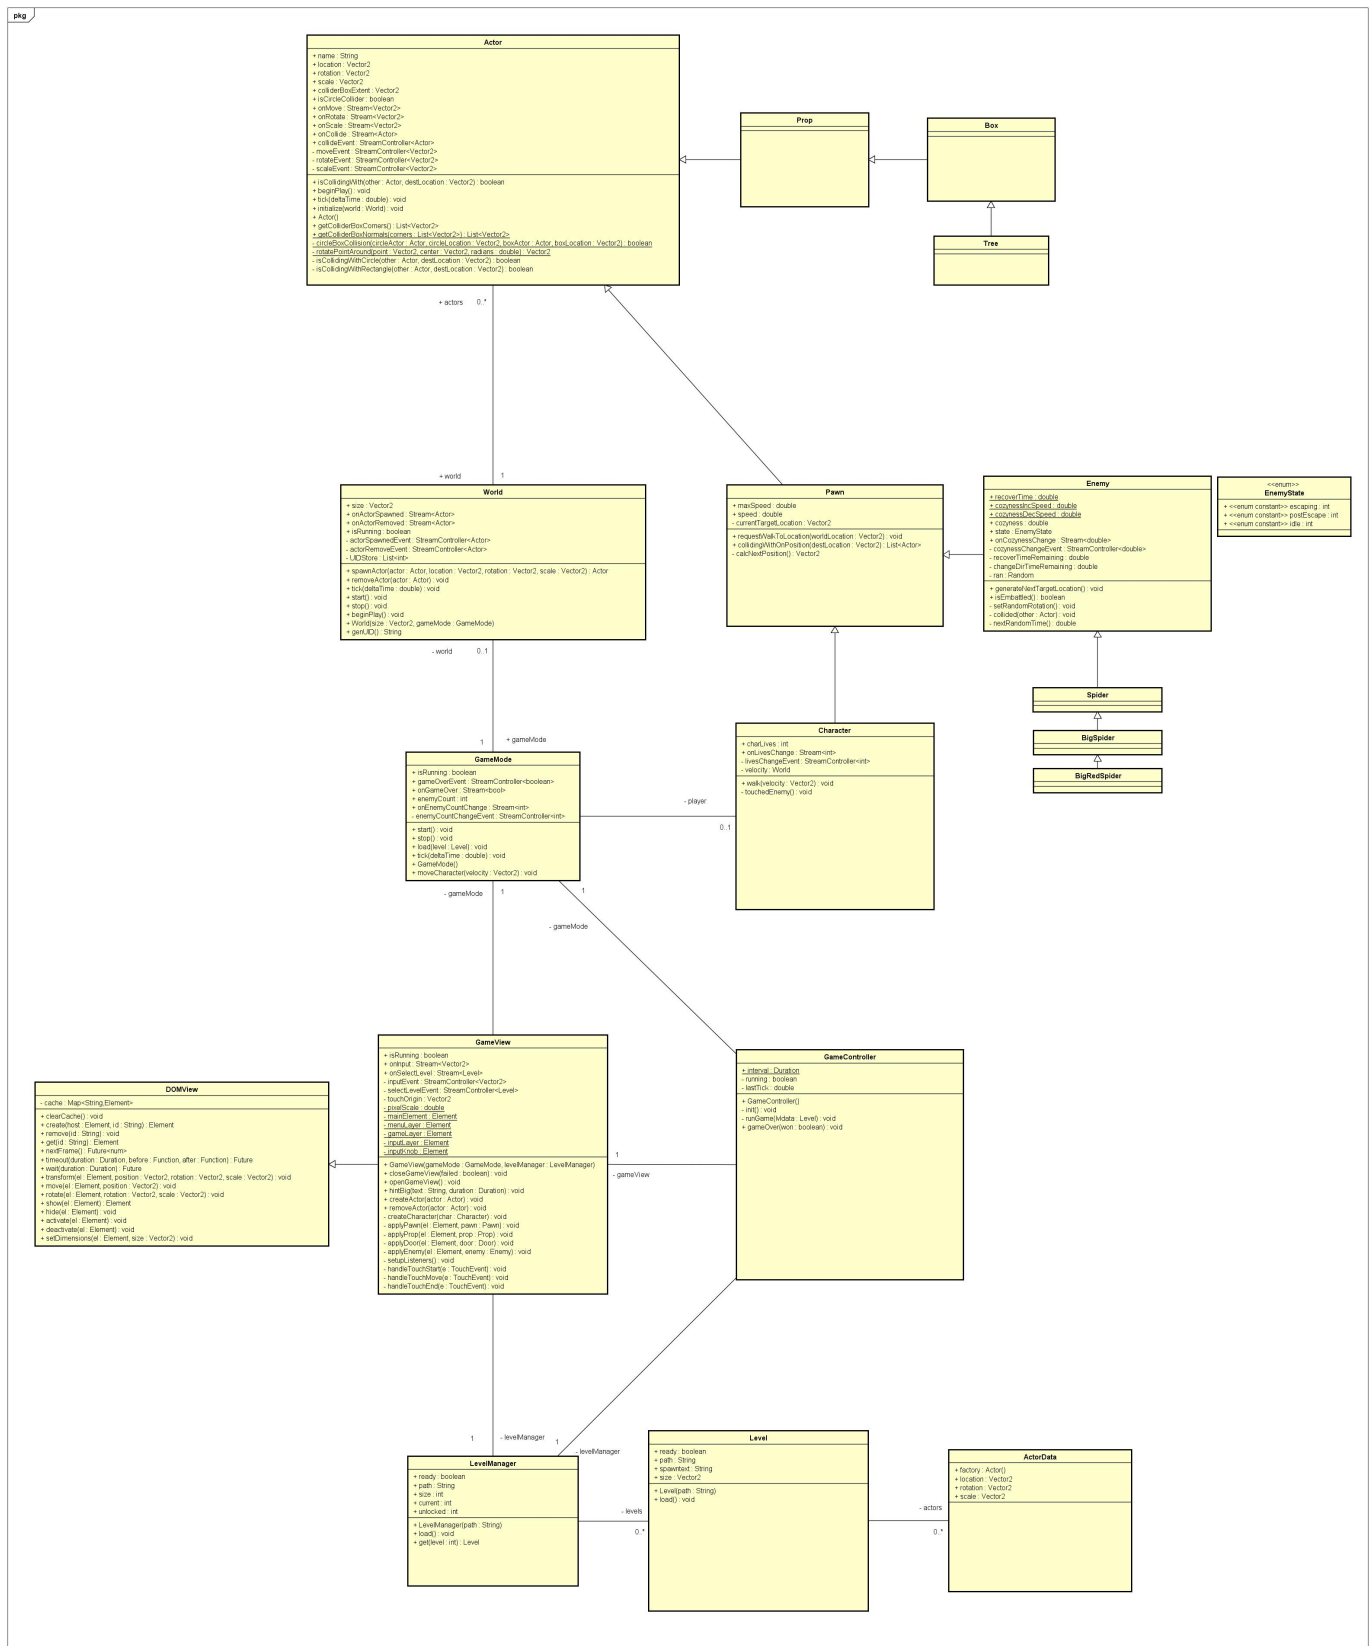 pkg
Actor
+ name : String
+ location : Vector2
+ rotation : Vector2
+ scale : Vector2
+ colliderBoxExtent : Vector2
+ isCircleCollider : boolean
+ onMove : Stream<Vector2>
+ onRotate : Stream<Vector2>
+ onScale : Stream<Vector2>
+ onCollide : Stream<Actor>
+ collideEvent : StreamController<Actor>
- moveEvent : StreamController<Vector2>
- rotateEvent : StreamController<Vector2>
- scaleEvent : StreamController<Vector2>
+ isCollidingWith(other : Actor, destLocation : Vector2) : boolean
+ beginPlay() : void
+ tick(deltaTime : double) : void
+ initialize(world : World) : void
+ Actor()
+ getColliderBoxCorners() : List<Vector2>
+ getColliderBoxNormals(corners : List<Vector2>) : List<Vector2>
- circleBoxCollision(circleActor : Actor, circleLocation : Vector2, boxActor : Actor, boxLocation : Vector2) : boolean
- rotatePointAround(point : Vector2, center : Vector2, radians : double) : Vector2
- isCollidingWithCircle(other : Actor, destLocation : Vector2) : boolean
- isCollidingWithRectangle(other : Actor, destLocation : Vector2) : boolean
Prop
Box
Tree
+ actors
0..*
+ world
1
World
+ size : Vector2
+ onActorSpawned : Stream<Actor>
+ onActorRemoved : Stream<Actor>
+ isRunning : boolean
- actorSpawnedEvent : StreamController<Actor>
- actorRemoveEvent : StreamController<Actor>
- UIDStore : List<int>
+ spawnActor(actor : Actor, location : Vector2, rotation : Vector2, scale : Vector2) : Actor
+ removeActor(actor : Actor) : void
+ tick(deltaTime : double) : void
+ start() : void
+ stop() : void
+ beginPlay() : void
+ World(size : Vector2, gameMode : GameMode)
+ genUID() : String
Pawn
+ maxSpeed : double
+ speed : double
- currentTargetLocation : Vector2
+ requestWalkToLocation(worldLocation : Vector2) : void
+ collidingWithOnPosition(destLocation : Vector2) : List<Actor>
- calcNextPosition() : Vector2
Enemy
+ recoverTime : double
+ cozynessIncSpeed : double
+ cozynessDecSpeed : double
+ cozyness : double
+ state : EnemyState
+ onCozynessChange : Stream<double>
- cozynessChangeEvent : StreamController<double>
- recoverTimeRemaining : double
- changeDirTimeRemaining : double
- ran : Random
+ generateNextTargetLocation() : void
+ isEmbattled() : boolean
- setRandomRotation() : void
- collided(other : Actor) : void
- nextRandomTime() : double
<<enum>>
EnemyState
+ <<enum constant>> escaping : int
+ <<enum constant>> postEscape : int
+ <<enum constant>> idle : int
Spider
BigSpider
BigRedSpider
- world
0..1
1
+ gameMode
GameMode
+ isRunning : boolean
+ gameOverEvent : StreamController<boolean>
+ onGameOver : Stream<bool>
+ enemyCount : int
+ onEnemyCountChange : Stream<int>
- enemyCountChangeEvent : StreamController<int>
+ start() : void
+ stop() : void
+ load(level : Level) : void
+ tick(deltaTime : double) : void
+ GameMode()
+ moveCharacter(velocity : Vector2) : void
- player
0..1
Character
+ charLives : int
+ onLivesChange : Stream<int>
- livesChangeEvent : StreamController<int>
- velocity : World
+ walk(velocity : Vector2) : void
- touchedEnemy() : void
- gameMode
1
1
- gameMode
GameView
+ isRunning : boolean
+ onInput : Stream<Vector2>
+ onSelectLevel : Stream<Level>
- inputEvent : StreamController<Vector2>
- selectLevelEvent : StreamController<Level>
- touchOrigin : Vector2
- pixelScale : double
- mainElement : Element
- menuLayer : Element
- gameLayer : Element
- inputLayer : Element
- inputKnob : Element
+ GameView(gameMode : GameMode, levelManager : LevelManager)
+ closeGameView(failed : boolean) : void
+ openGameView() : void
+ hintBig(text : String, duration : Duration) : void
+ createActor(actor : Actor) : void
+ removeActor(actor : Actor) : void
- createCharacter(char : Character) : void
- applyPawn(el : Element, pawn : Pawn) : void
- applyProp(el : Element, prop : Prop) : void
- applyDoor(el : Element, door : Door) : void
- applyEnemy(el : Element, enemy : Enemy) : void
- setupListeners() : void
- handleTouchStart(e : TouchEvent) : void
- handleTouchMove(e : TouchEvent) : void
- handleTouchEnd(e : TouchEvent) : void
GameController
+ interval : Duration
- running : boolean
- lastTick : double
+ GameController()
- init() : void
- runGame(Mdata : Level) : void
+ gameOver(won : boolean) : void
DOMView
- cache : Map<String,Element>
+ clearCache() : void
+ create(host : Element, id : String) : Element
+ remove(id : String) : void
+ get(id : String) : Element
+ nextFrame() : Future<num>
+ timeout(duration : Duration, before : Function, after : Function) : Future
+ wait(duration : Duration) : Future
+ transform(el : Element, position : Vector2, rotation : Vector2, scale : Vector2) : void
+ move(el : Element, position : Vector2) : void
+ rotate(el : Element, rotation : Vector2, scale : Vector2) : void
+ show(el : Element) : Element
+ hide(el : Element) : void
+ activate(el : Element) : void
+ deactivate(el : Element) : void
+ setDimensions(el : Element, size : Vector2) : void
1
- gameView
1
- levelManager
1
- levelManager
LevelManager
+ ready : boolean
+ path : String
+ size : int
+ current : int
+ unlocked : int
+ LevelManager(path : String)
+ load() : void
+ get(level : int) : Level
- levels
0..*
Level
+ ready : boolean
+ path : String
+ spawntext : String
+ size : Vector2
+ Level(path : String)
+ load() : void
- actors
0..*
ActorData
+ factory : Actor()
+ location : Vector2
+ rotation : Vector2
+ scale : Vector2